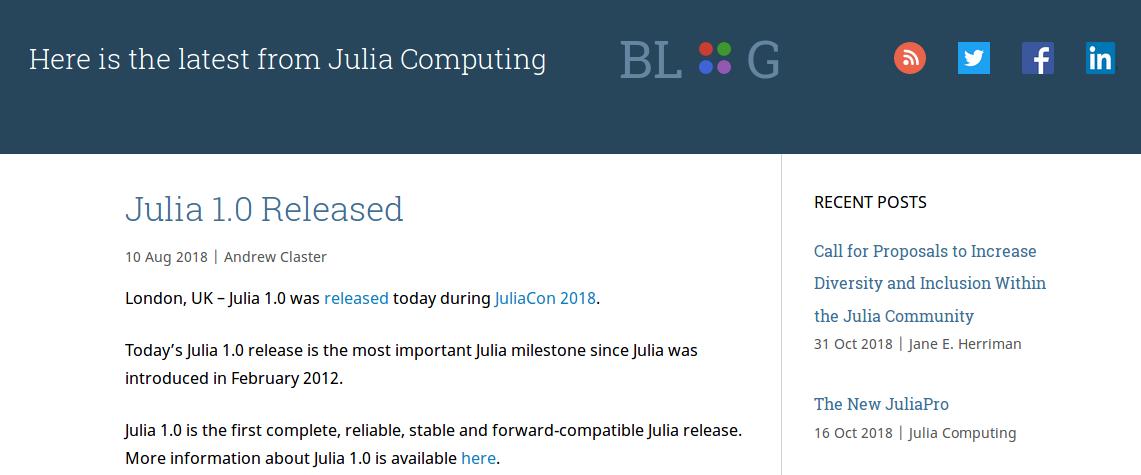 Here is the latest from Julia Computing
BL G
Julia 1.0 Released
10 Aug 2018 | Andrew Claster
London, UK – Julia 1.0 was released today during JuliaCon 2018.
Today’s Julia 1.0 release is the most important Julia milestone since Julia was
introduced in February 2012.
Julia 1.0 is the first complete, reliable, stable and forward-compatible Julia release.
More information about Julia 1.0 is available here.
RECENT POSTS
Call for Proposals to Increase
Diversity and Inclusion Within
the Julia Community
31 Oct 2018 | Jane E. Herriman
The New JuliaPro
16 Oct 2018 | Julia Computing